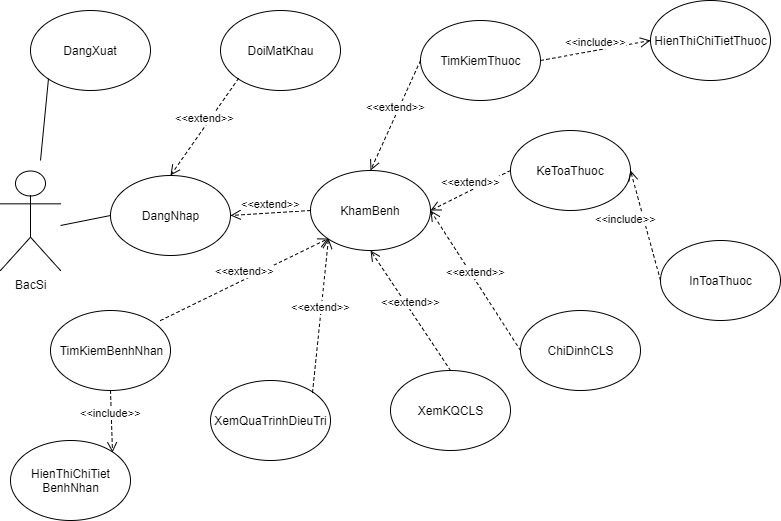 DangXuat
DoiMatKhau
TimKiemThuoc
<<include>>
HienThiChiTietThuoc
<<extend>>
<<extend>>
KeToaThuoc
<<extend>>
DangNhap
<<extend>>
KhamBenh
<<include>>
BacSi
<<extend>>
<<extend>>
InToaThuoc
<<extend>>
<<extend>>
TimKiemBenhNhan
ChiDinhCLS
<<include>>
XemQuaTrinhDieuTri
XemKQCLS
HienThiChiTiet
BenhNhan